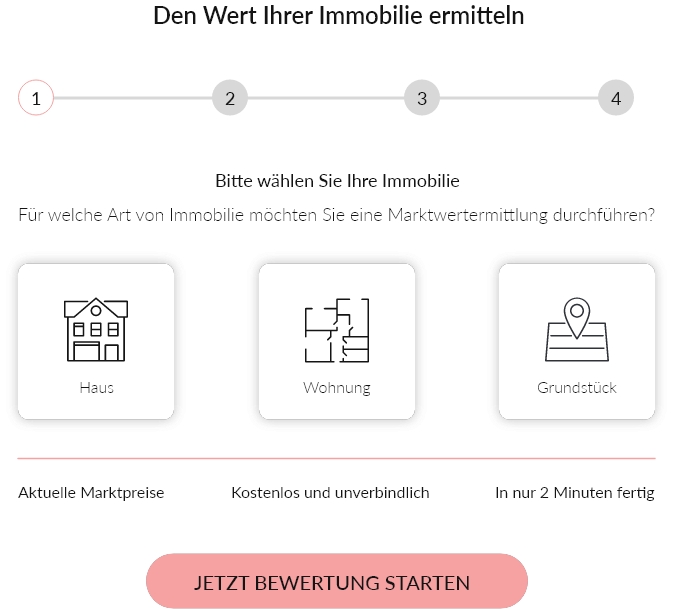 Den Wert Ihrer Immobilie ermitteln
1 2 3 4
Bitte wählen Sie Ihre Immobilie
Für welche Art von Immobilie möchten Sie eine Marktwertermittlung durchführen?
Haus Wohnung Grundstück
Aktuelle Marktpreise Kostenlos und unverbindlich In nur 2 Minuten fertig
JETZT BEWERTUNG STARTEN